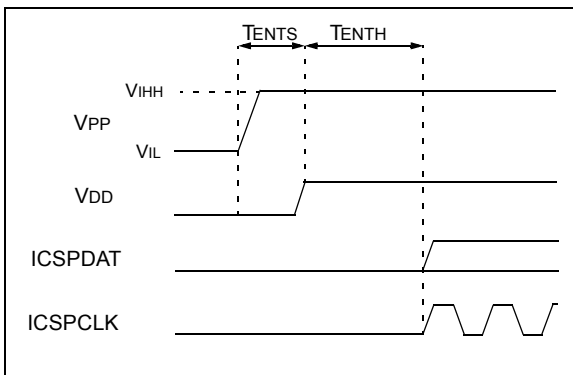 TENTS TENTH
VIHH
VPP
VIL
VDD
ICSPDAT
ICSPCLK